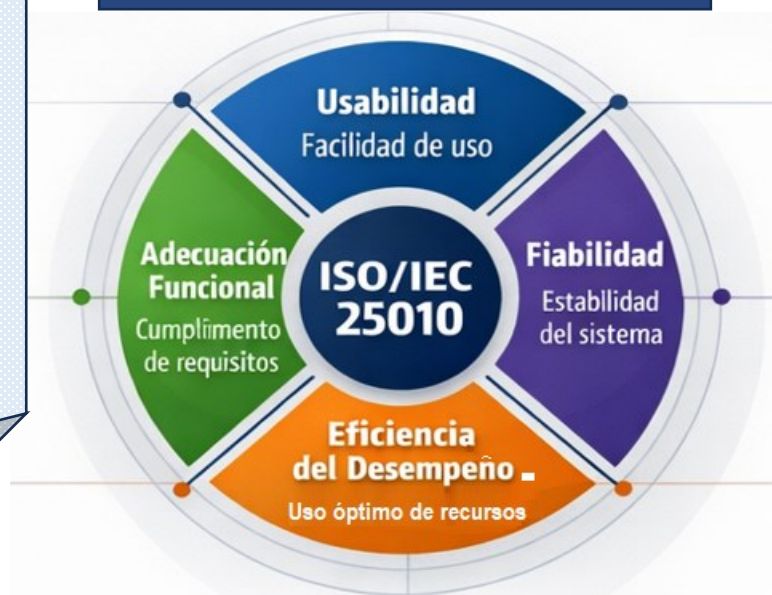 Usabilidad
Facilidad de uso
Adecuación
Funcional
Cumplimento
de requisitos
ISO/IEC
25010
Fiabilidad
Estabilidad
del sistema
Eficiencia
del Desempeño
Uso óptimo de recursos